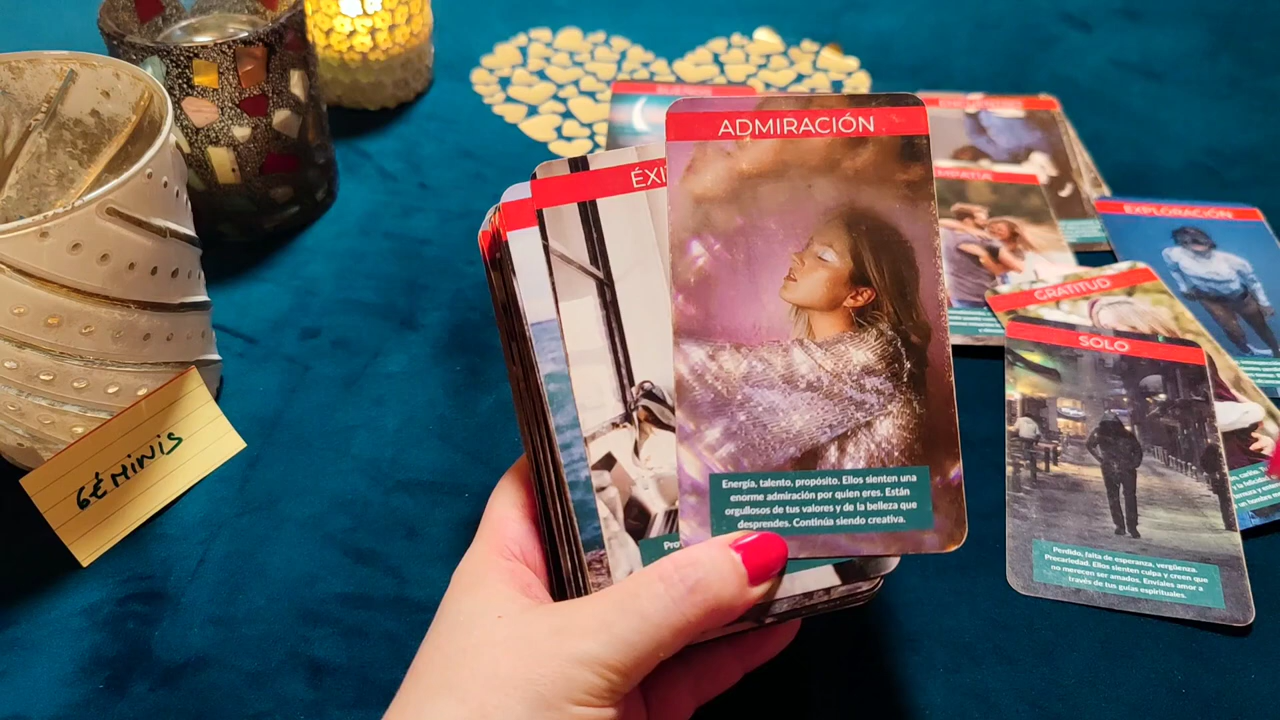 GÉMINIS
ADMIRACIÓN
Energía, talento, propósito. Ellos sienten una
enorme admiración por quien eres. Están
orgullosos de tus valores y de la belleza que
desprendes. Continúa siendo creativa.
ÉXI
EXPLORACIÓN
GRATITUD
SOLO
Perdido, falta de esperanza, vergüenza.
Precariedad. Ellos sienten culpa y creen que
no merecen ser amados. Envíales amor a
través de tus guías espirituales.